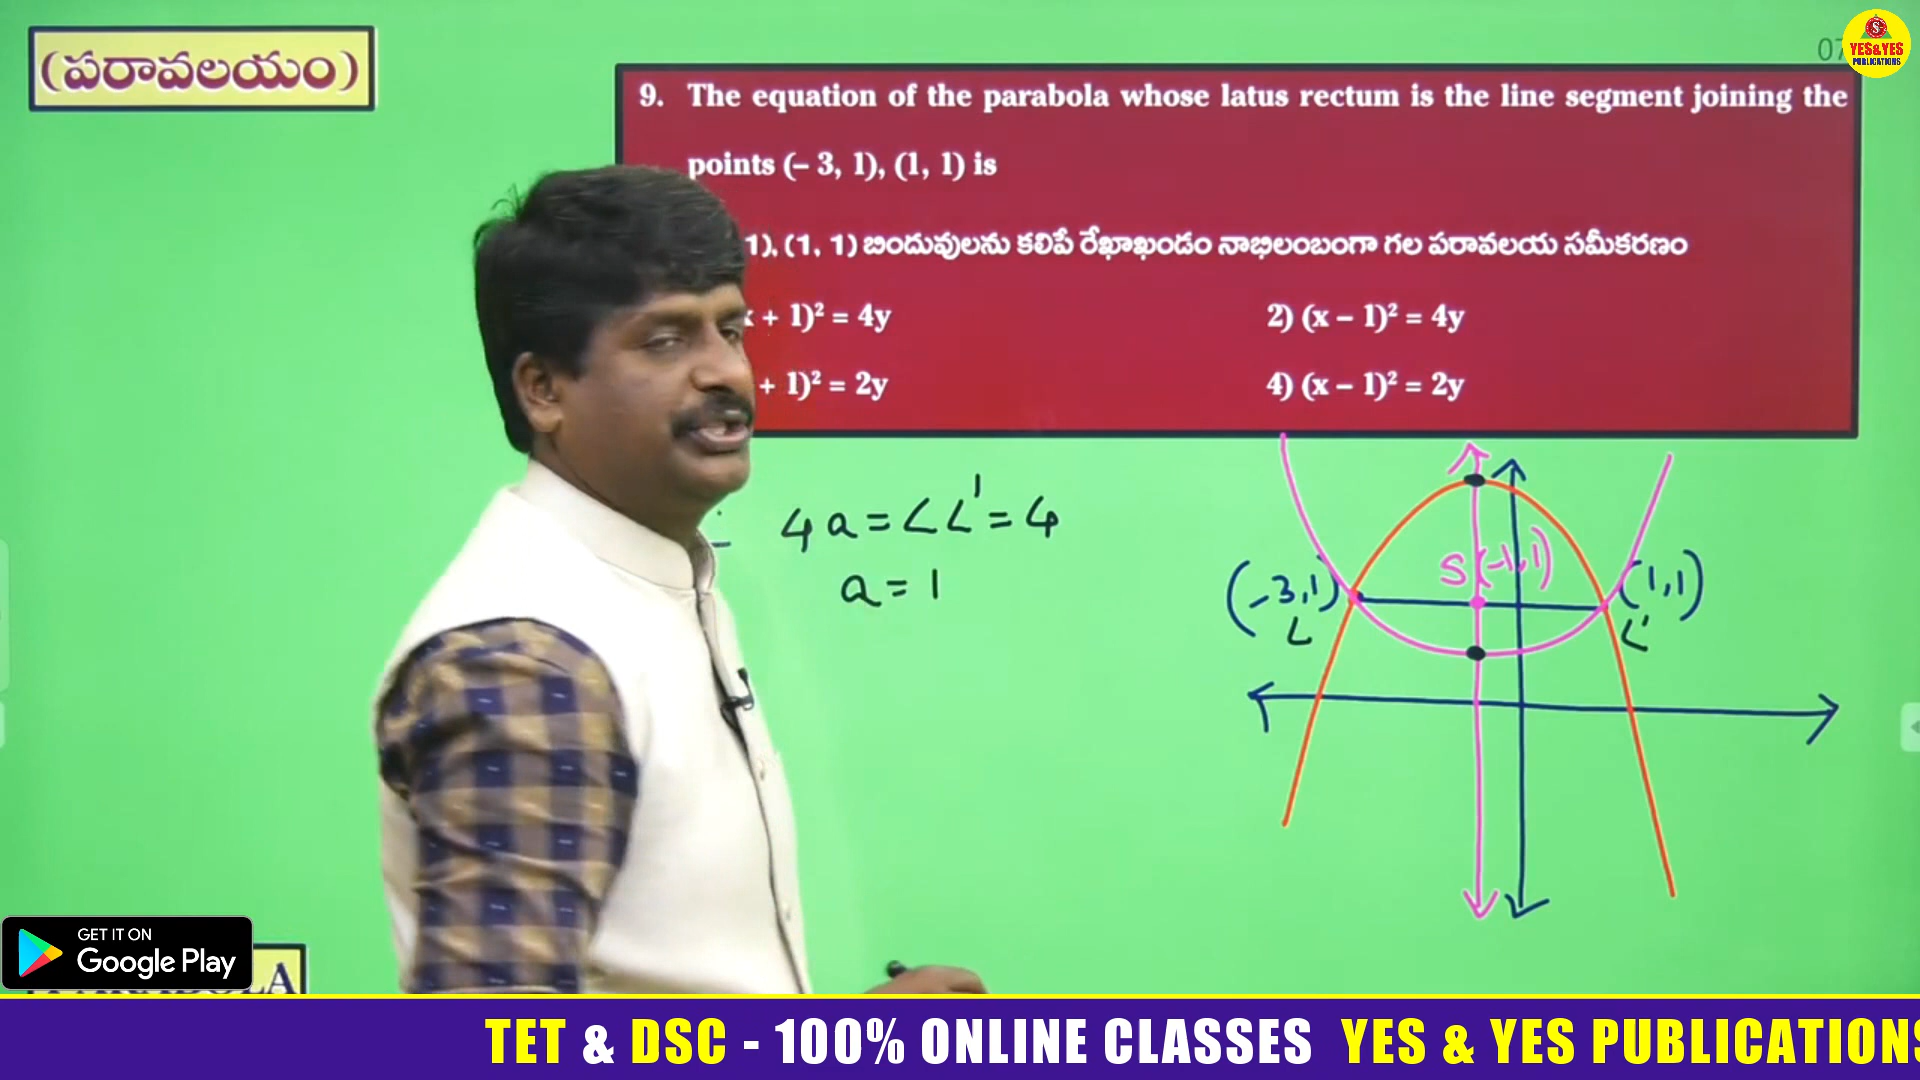 (పరావలయం)
07
YES&YES
PUBLICATIONS
9. The equation of the parabola whose latus rectum is the line segment joining the
points (– 3, 1), (1, 1) is
1), (1, 1) బిందువులను కలిపే రేఖాఖండం నాభిలంబంగా గల పరావలయ సమీకరణం
+ 1)² = 4y 2) (x – 1)² = 4y
+ 1)² = 2y 4) (x – 1)² = 2y
4a = LL' = 4
a = 1
S(-1,1)
(-3,1) (1,1)
L L'
GET IT ON
Google Play
TET & DSC - 100% ONLINE CLASSES YES & YES PUBLICATIONS